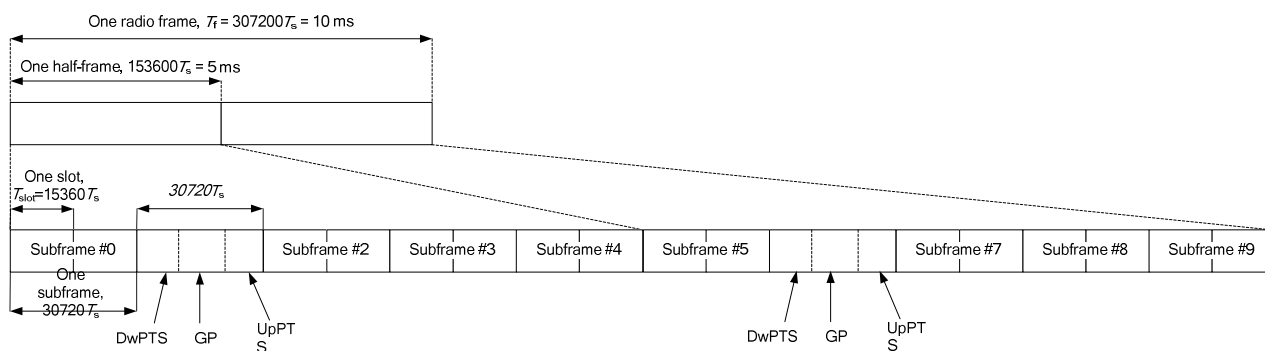 One radio frame, Tf = 307200Ts = 10 ms
One half-frame, 153600Ts = 5 ms
One slot,
Tslot=15360Ts
30720Ts
Subframe #0
Subframe #2
Subframe #3
Subframe #4
Subframe #5
Subframe #7
Subframe #8
Subframe #9
One
subframe,
30720Ts
DwPTS
GP
UpPT
S
DwPTS
GP
UpPT
S